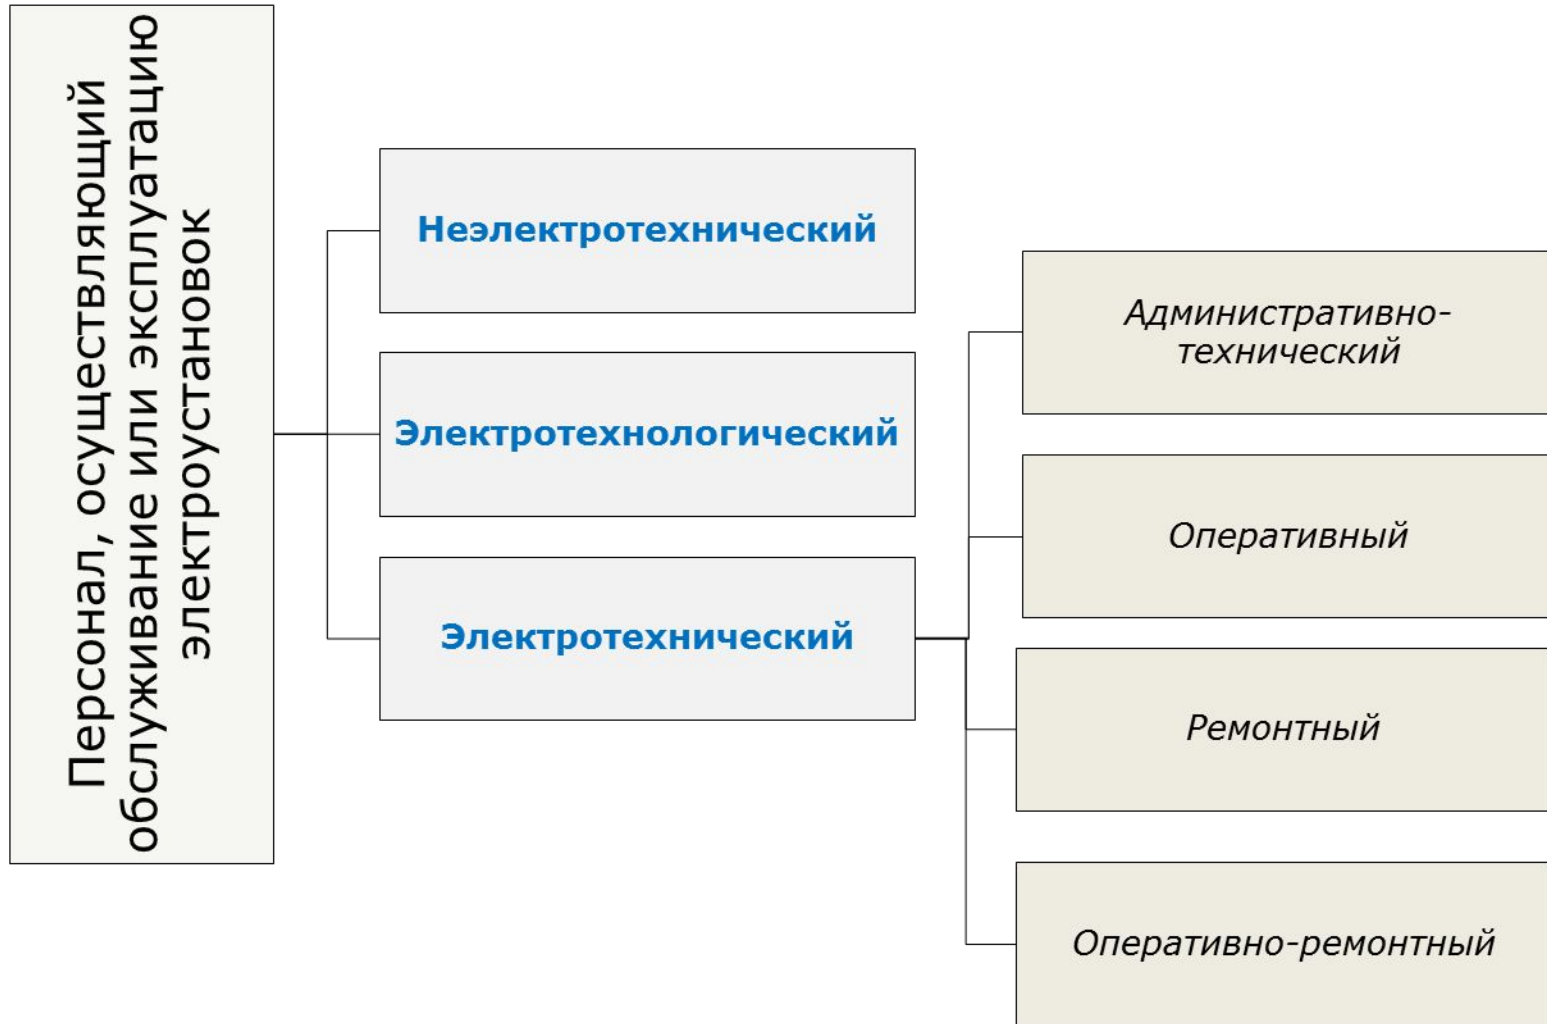 Персонал, осуществляющий
обслуживание или эксплуатацию
электроустановок
Неэлектротехнический
Электротехнологический
Электротехнический
Административно-
технический
Оперативный
Ремонтный
Оперативно-ремонтный